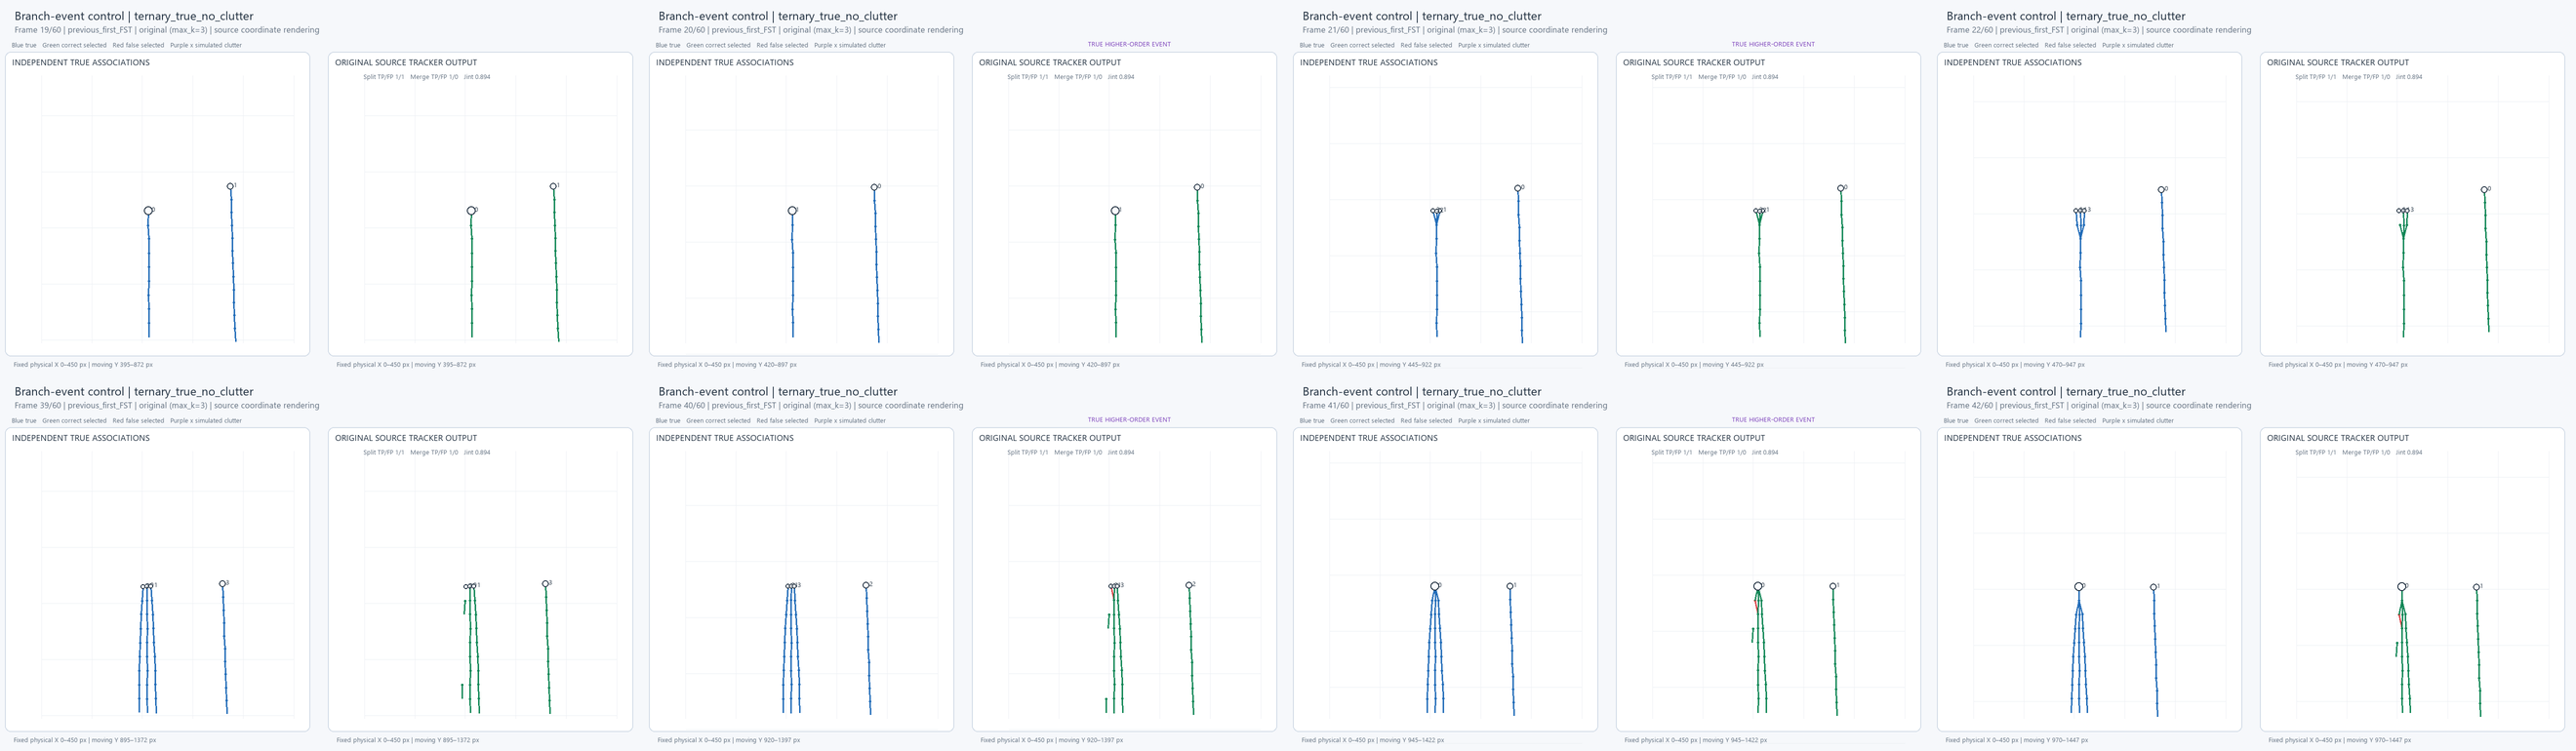 Branch-event control | ternary_true_no_clutter
Frame 19/60 | previous_first_FST | original (max_k=3) | source coordinate rendering
Blue true Green correct selected Red false selected Purple x simulated clutter
INDEPENDENT TRUE ASSOCIATIONS
ORIGINAL SOURCE TRACKER OUTPUT
Split TP/FP 1/1 Merge TP/FP 1/0 Jint 0.894
0
1
0
1
Fixed physical X 0–450 px | moving Y 395–872 px
Fixed physical X 0–450 px | moving Y 395–872 px
Branch-event control | ternary_true_no_clutter
Frame 20/60 | previous_first_FST | original (max_k=3) | source coordinate rendering
Blue true Green correct selected Red false selected Purple x simulated clutter
TRUE HIGHER-ORDER EVENT
INDEPENDENT TRUE ASSOCIATIONS
ORIGINAL SOURCE TRACKER OUTPUT
Split TP/FP 1/1 Merge TP/FP 1/0 Jint 0.894
1
0
1
0
Fixed physical X 0–450 px | moving Y 420–897 px
Fixed physical X 0–450 px | moving Y 420–897 px
Branch-event control | ternary_true_no_clutter
Frame 21/60 | previous_first_FST | original (max_k=3) | source coordinate rendering
Blue true Green correct selected Red false selected Purple x simulated clutter
TRUE HIGHER-ORDER EVENT
INDEPENDENT TRUE ASSOCIATIONS
ORIGINAL SOURCE TRACKER OUTPUT
Split TP/FP 1/1 Merge TP/FP 1/0 Jint 0.894
0
0
Fixed physical X 0–450 px | moving Y 445–922 px
Fixed physical X 0–450 px | moving Y 445–922 px
Branch-event control | ternary_true_no_clutter
Frame 22/60 | previous_first_FST | original (max_k=3) | source coordinate rendering
Blue true Green correct selected Red false selected Purple x simulated clutter
INDEPENDENT TRUE ASSOCIATIONS
ORIGINAL SOURCE TRACKER OUTPUT
Split TP/FP 1/1 Merge TP/FP 1/0 Jint 0.894
0
0
Fixed physical X 0–450 px | moving Y 470–947 px
Fixed physical X 0–450 px | moving Y 470–947 px
Branch-event control | ternary_true_no_clutter
Frame 39/60 | previous_first_FST | original (max_k=3) | source coordinate rendering
Blue true Green correct selected Red false selected Purple x simulated clutter
INDEPENDENT TRUE ASSOCIATIONS
ORIGINAL SOURCE TRACKER OUTPUT
Split TP/FP 1/1 Merge TP/FP 1/0 Jint 0.894
3
3
Fixed physical X 0–450 px | moving Y 895–1372 px
Fixed physical X 0–450 px | moving Y 895–1372 px
Branch-event control | ternary_true_no_clutter
Frame 40/60 | previous_first_FST | original (max_k=3) | source coordinate rendering
Blue true Green correct selected Red false selected Purple x simulated clutter
TRUE HIGHER-ORDER EVENT
INDEPENDENT TRUE ASSOCIATIONS
ORIGINAL SOURCE TRACKER OUTPUT
Split TP/FP 1/1 Merge TP/FP 1/0 Jint 0.894
2
2
Fixed physical X 0–450 px | moving Y 920–1397 px
Fixed physical X 0–450 px | moving Y 920–1397 px
Branch-event control | ternary_true_no_clutter
Frame 41/60 | previous_first_FST | original (max_k=3) | source coordinate rendering
Blue true Green correct selected Red false selected Purple x simulated clutter
TRUE HIGHER-ORDER EVENT
INDEPENDENT TRUE ASSOCIATIONS
ORIGINAL SOURCE TRACKER OUTPUT
Split TP/FP 1/1 Merge TP/FP 1/0 Jint 0.894
0
1
0
1
Fixed physical X 0–450 px | moving Y 945–1422 px
Fixed physical X 0–450 px | moving Y 945–1422 px
Branch-event control | ternary_true_no_clutter
Frame 42/60 | previous_first_FST | original (max_k=3) | source coordinate rendering
Blue true Green correct selected Red false selected Purple x simulated clutter
INDEPENDENT TRUE ASSOCIATIONS
ORIGINAL SOURCE TRACKER OUTPUT
Split TP/FP 1/1 Merge TP/FP 1/0 Jint 0.894
0
1
0
1
Fixed physical X 0–450 px | moving Y 970–1447 px
Fixed physical X 0–450 px | moving Y 970–1447 px